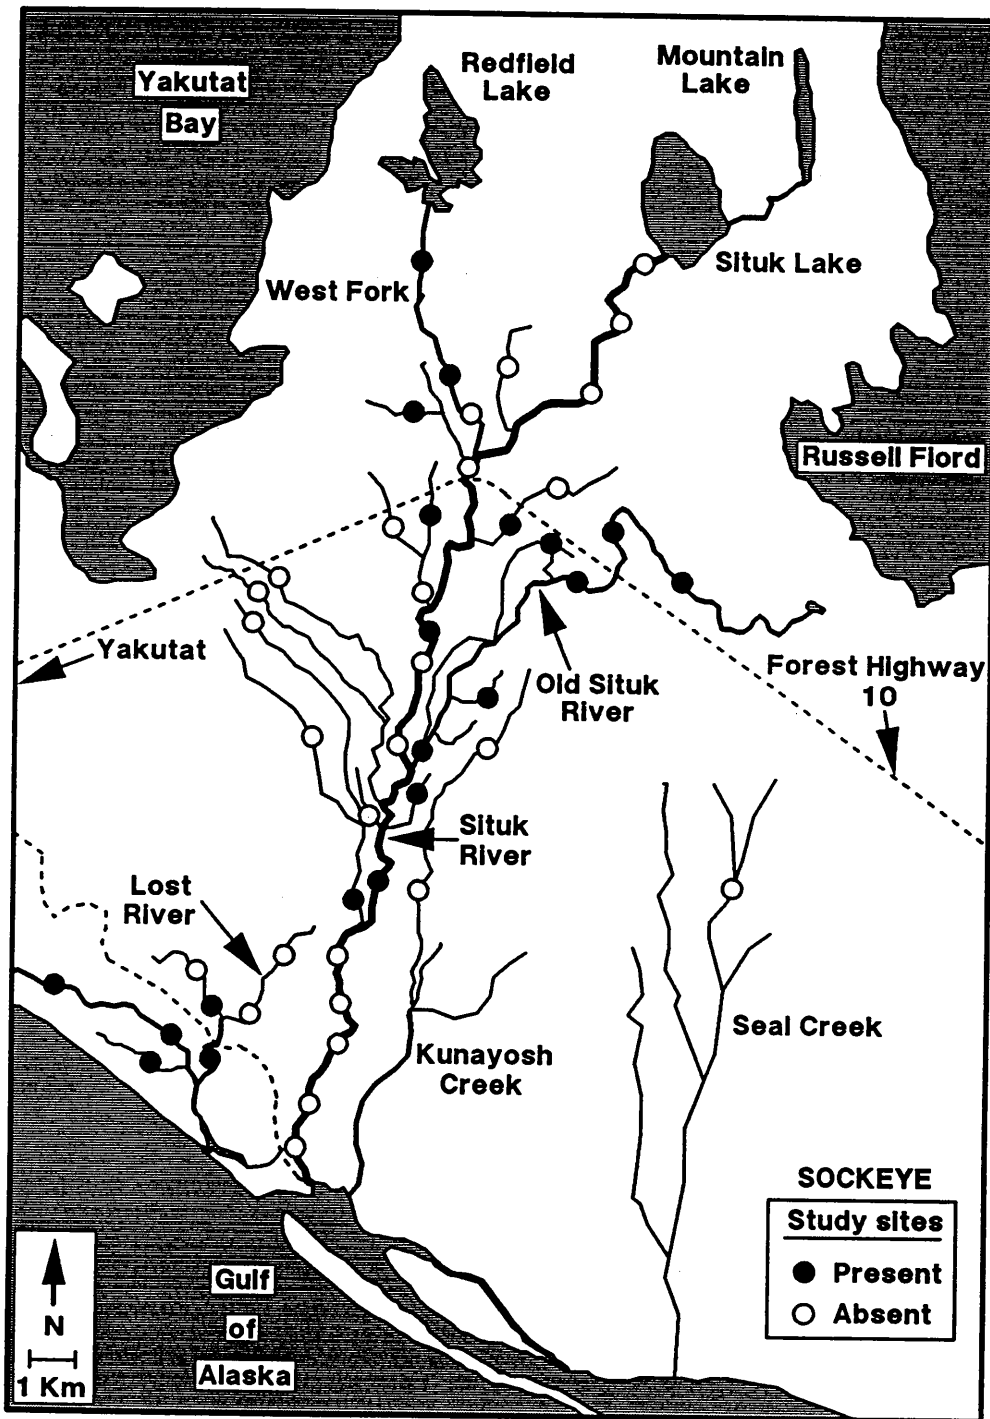 Yakutat
Bay
Redfield
Lake
Mountain
Lake
West Fork
Situk Lake
Russell Fiord
Yakutat
Old Situk
River
Forest Highway
10
Situk
River
Lost
River
Kunayosh
Creek
Seal Creek
SOCKEYE
Study sites
Present
Absent
N
1 Km
Gulf
of
Alaska